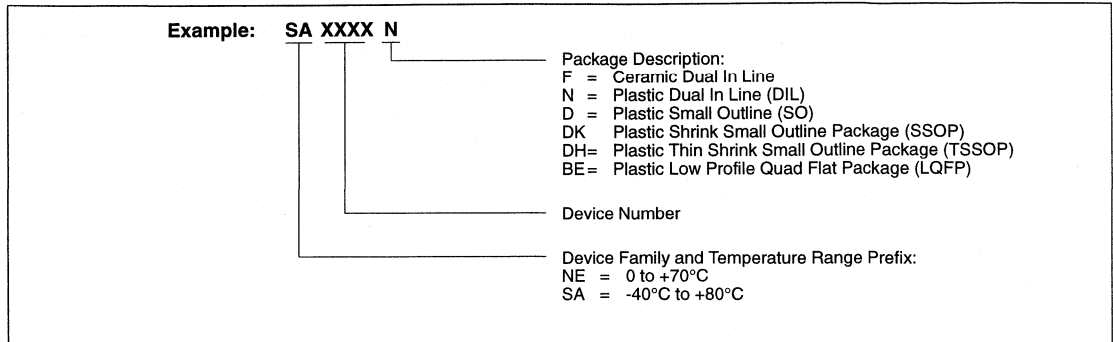 Example: SA XXXX N
Package Description:
F = Ceramic Dual In Line
N = Plastic Dual In Line (DIL)
D = Plastic Small Outline (SO)
DK Plastic Shrink Small Outline Package (SSOP)
DH= Plastic Thin Shrink Small Outline Package (TSSOP)
BE= Plastic Low Profile Quad Flat Package (LQFP)
Device Number
Device Family and Temperature Range Prefix:
NE = 0 to +70°C
SA = -40°C to +80°C